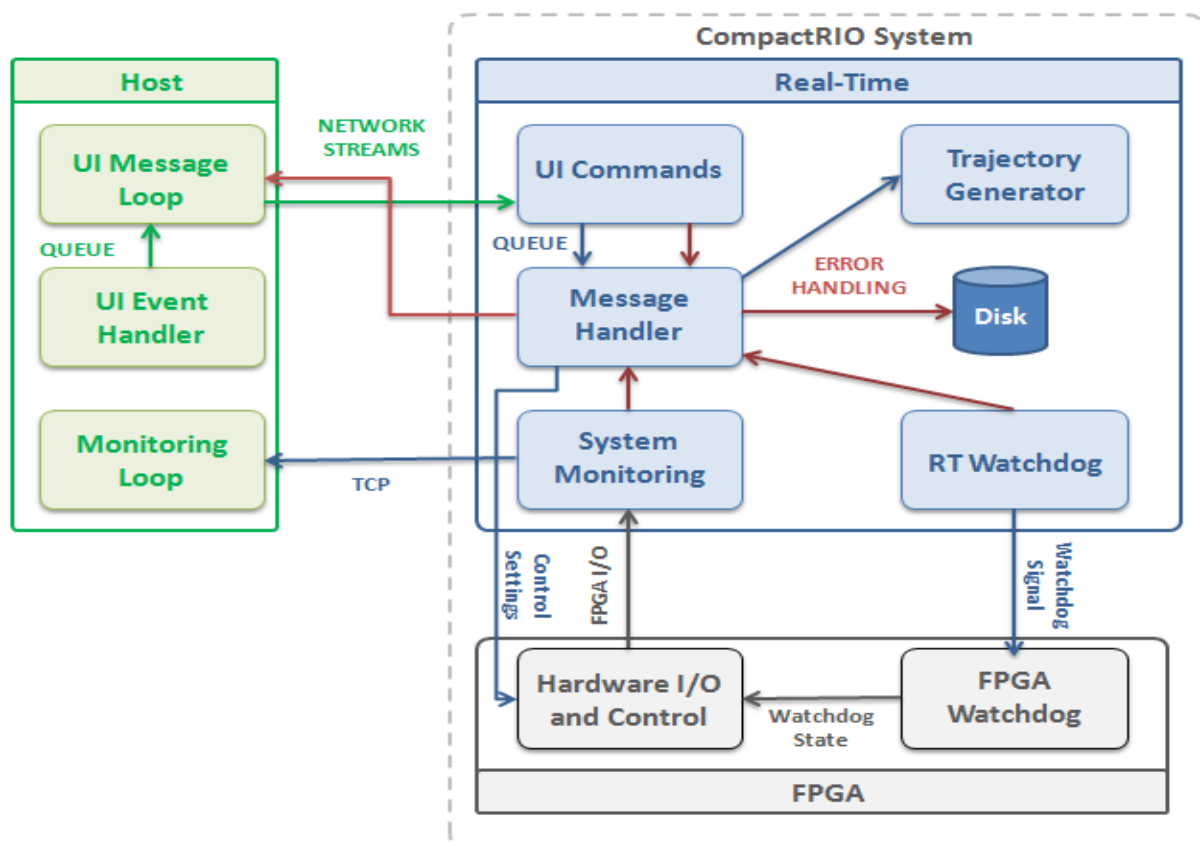 CompactRIO System
Host
Real-Time
UI Message
Loop
NETWORK
STREAMS
UI Commands
Trajectory
Generator
QUEUE
QUEUE
UI Event
Handler
Message
Handler
ERROR
HANDLING
Disk
Monitoring
Loop
TCP
System
Monitoring
RT Watchdog
Control
Settings
FPGA I/O
Watchdog
Signal
Hardware I/O
and Control
Watchdog
State
FPGA
Watchdog
FPGA